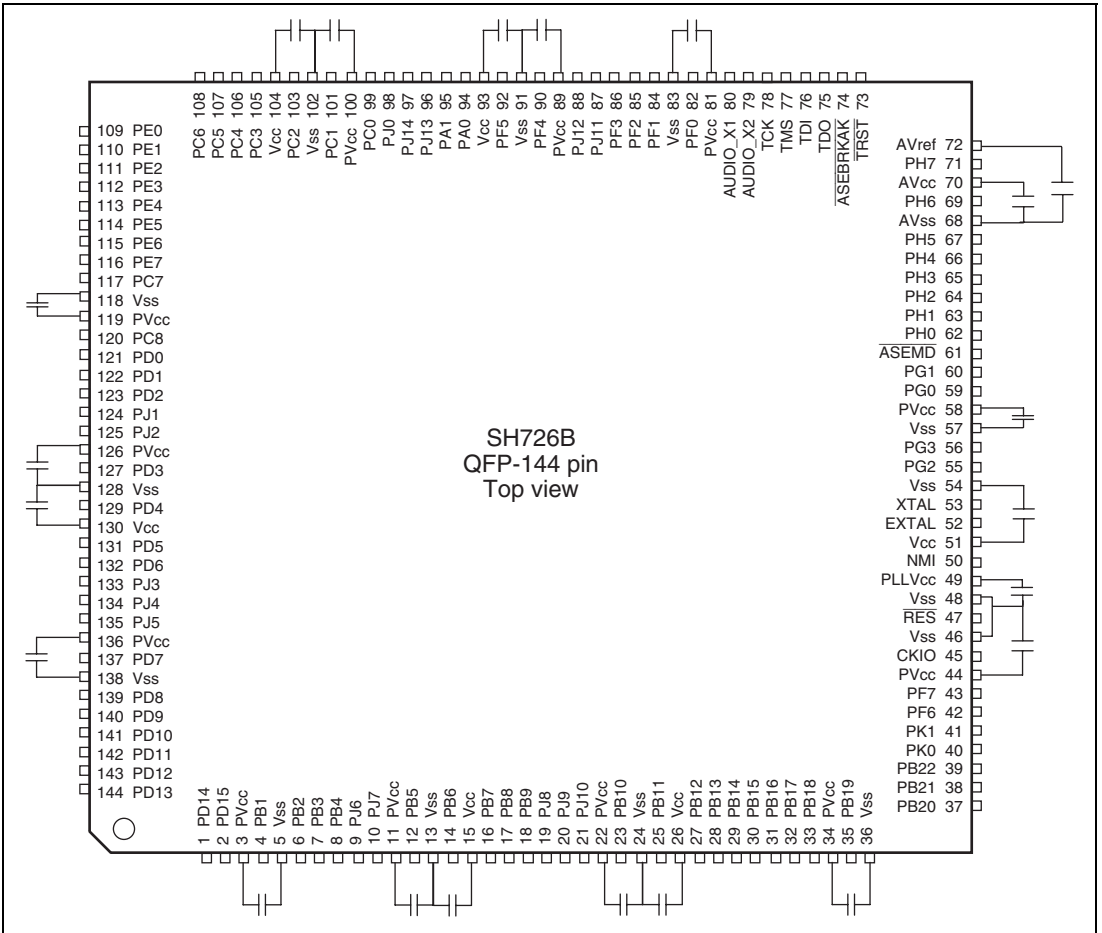 PC6 108
PC5 107
PC4 106
PC3 105
Vcc 104
PC2 103
Vss 102
PC1 101
PVcc 100
PC0 99
PJ0 98
PJ14 97
PJ13 96
PA1 95
PA0 94
Vcc 93
PF5 92
Vss 91
PF4 90
PVcc 89
PJ12 88
PJ11 87
PF3 86
PF2 85
PF1 84
Vss 83
PF0 82
PVcc 81
AUDIO_X1 80
AUDIO_X2 79
TCK 78
TMS 77
TDI 76
TDO 75
ASEBRKAK 74
TRST 73
109 PE0
110 PE1
111 PE2
112 PE3
113 PE4
114 PE5
115 PE6
116 PE7
117 PC7
118 Vss
119 PVcc
120 PC8
121 PD0
122 PD1
123 PD2
124 PJ1
125 PJ2
126 PVcc
127 PD3
128 Vss
129 PD4
130 Vcc
131 PD5
132 PD6
133 PJ3
134 PJ4
135 PJ5
136 PVcc
137 PD7
138 Vss
139 PD8
140 PD9
141 PD10
142 PD11
143 PD12
144 PD13
SH726B
QFP-144 pin
Top view
AVref 72
PH7 71
AVcc 70
PH6 69
AVss 68
PH5 67
PH4 66
PH3 65
PH2 64
PH1 63
PH0 62
ASEMD 61
PG1 60
PG0 59
PVcc 58
Vss 57
PG3 56
PG2 55
Vss 54
XTAL 53
EXTAL 52
Vcc 51
NMI 50
PLLVcc 49
Vss 48
RES 47
Vss 46
CKIO 45
PVcc 44
PF7 43
PF6 42
PK1 41
PK0 40
PB22 39
PB21 38
PB20 37
1 PD14
2 PD15
3 PVcc
4 PB1
5 Vss
6 PB2
7 PB3
8 PB4
9 PJ6
10 PJ7
11 PVcc
12 PB5
13 Vss
14 PB6
15 Vcc
16 PB7
17 PB8
18 PB9
19 PJ8
20 PJ9
21 PJ10
22 PVcc
23 PB10
24 Vss
25 PB11
26 Vcc
27 PB12
28 PB13
29 PB14
30 PB15
31 PB16
32 PB17
33 PB18
34 PVcc
35 PB19
36 Vss